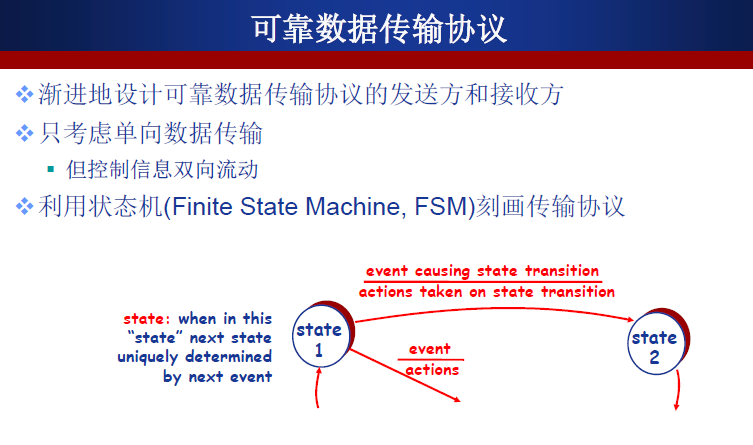 可靠数据传输协议
渐进地设计可靠数据传输协议的发送方和接收方
只考虑单向数据传输
但控制信息双向流动
利用状态机(Finite State Machine, FSM)刻画传输协议
event causing state transition
actions taken on state transition
state: when in this
“state” next state
uniquely determined
by next event
state
1
event
actions
state
2